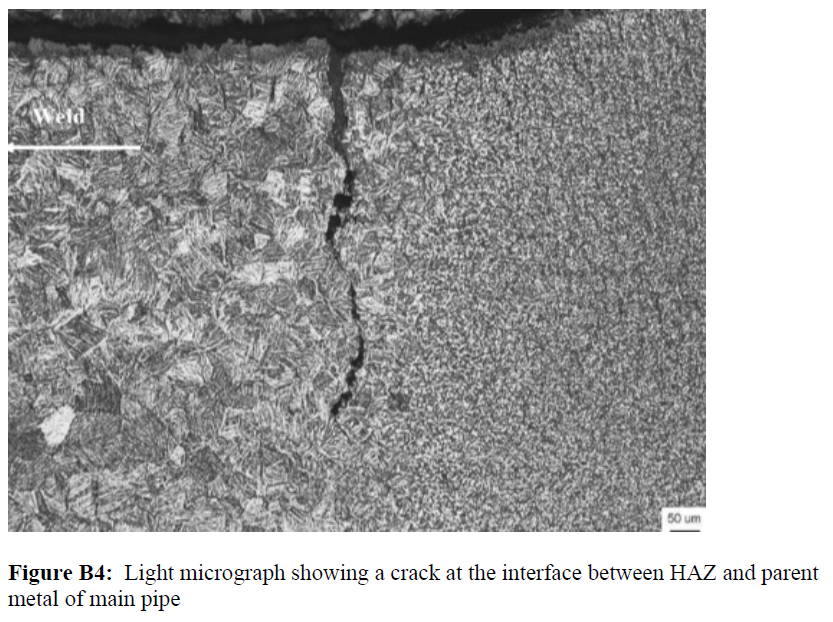 Weld
50 um
Figure B4: Light micrograph showing a crack at the interface between HAZ and parent
metal of main pipe